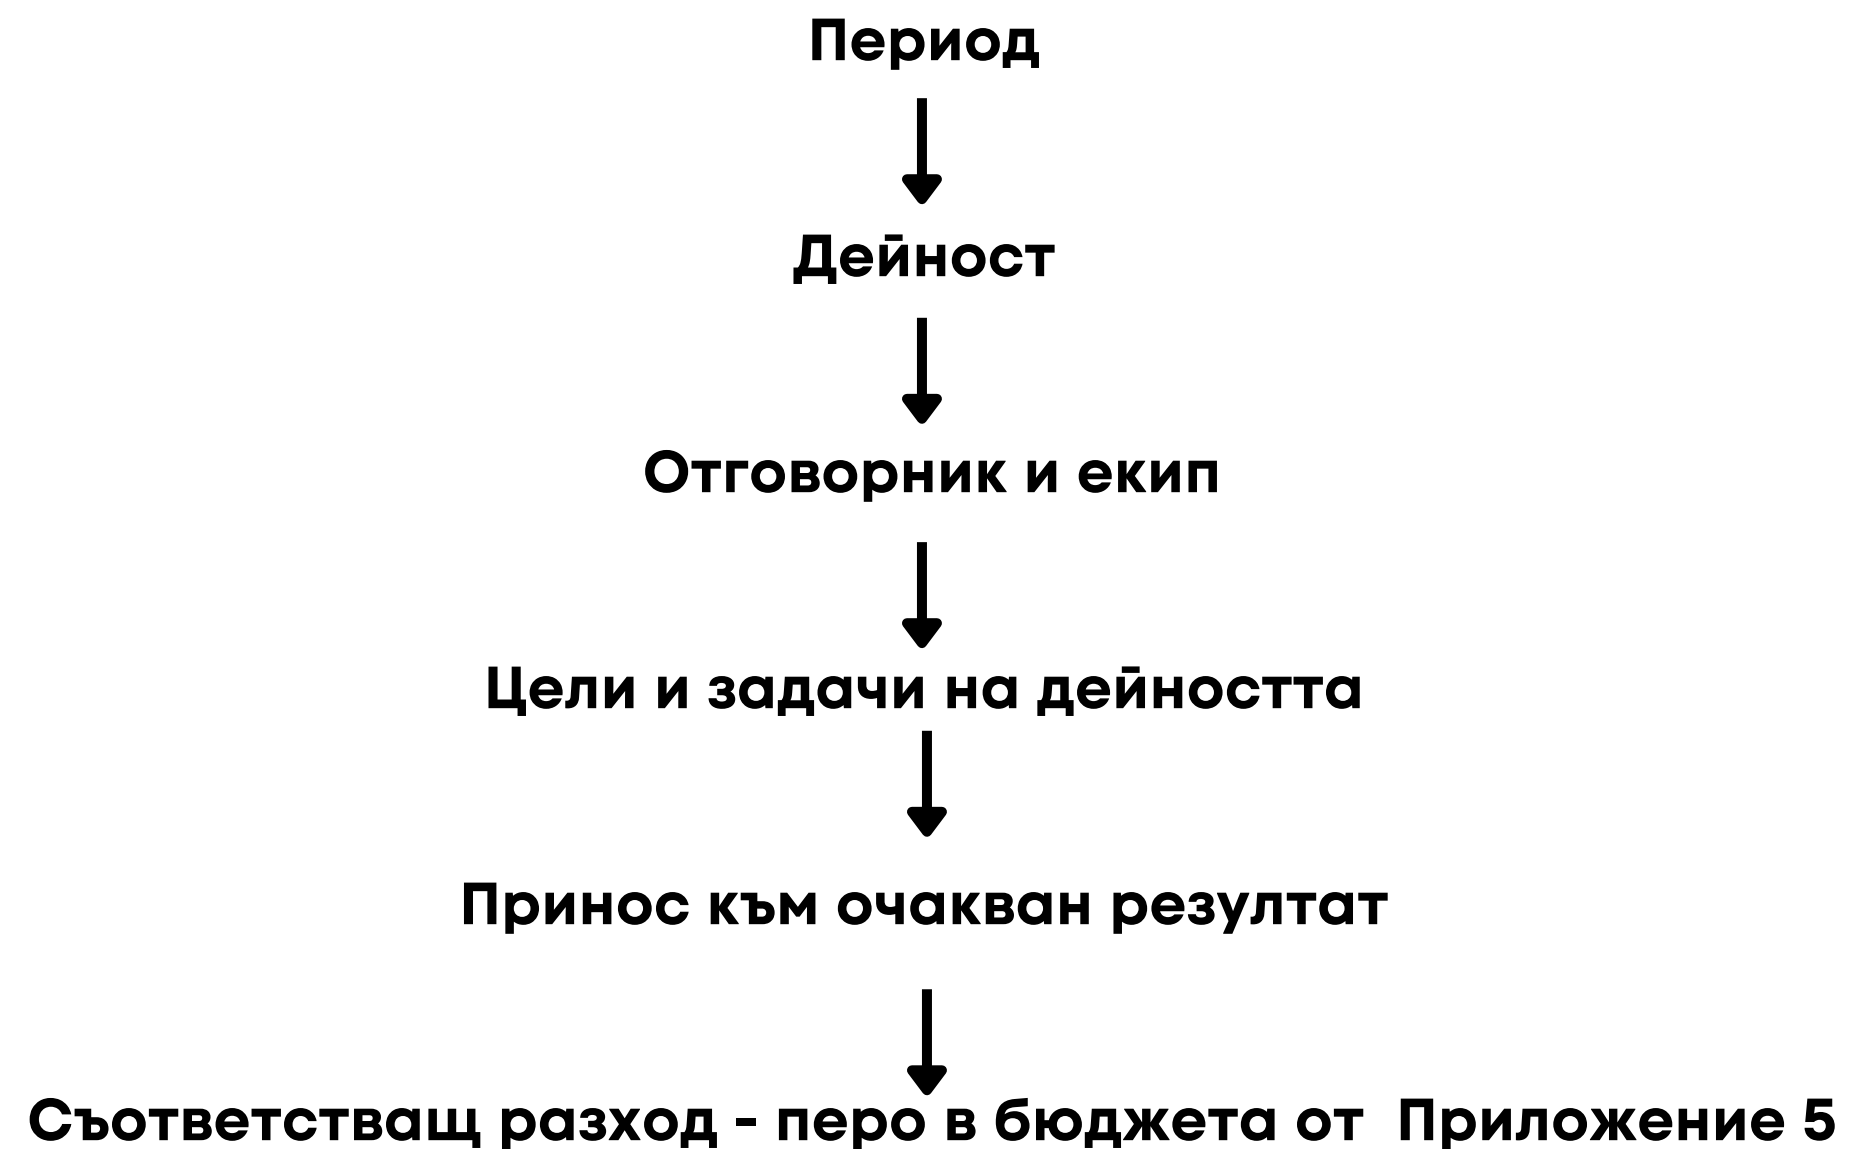 Период
Дейност
Отговорник и екип
Цели и задачи на дейността
Принос към очакван резултат
Съответстващ разход - перо в бюджета от Приложение 5